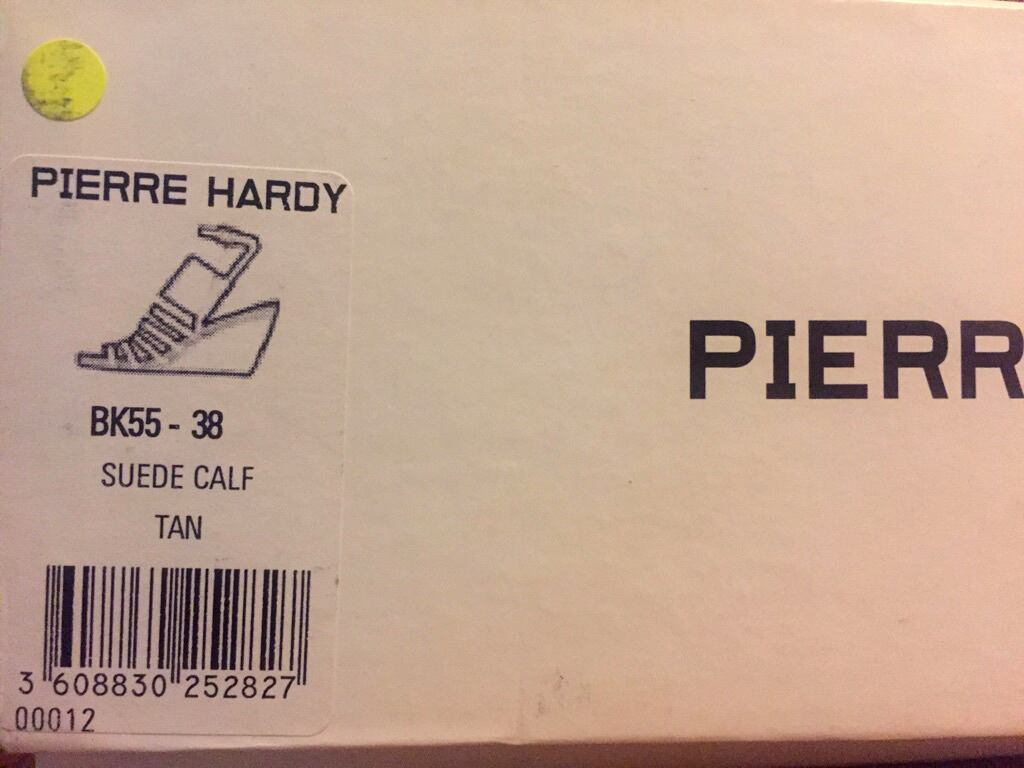 PIERRE HARDY
BK55 - 38
SUEDE CALF
TAN
3 608830 252827
00012
PIERR